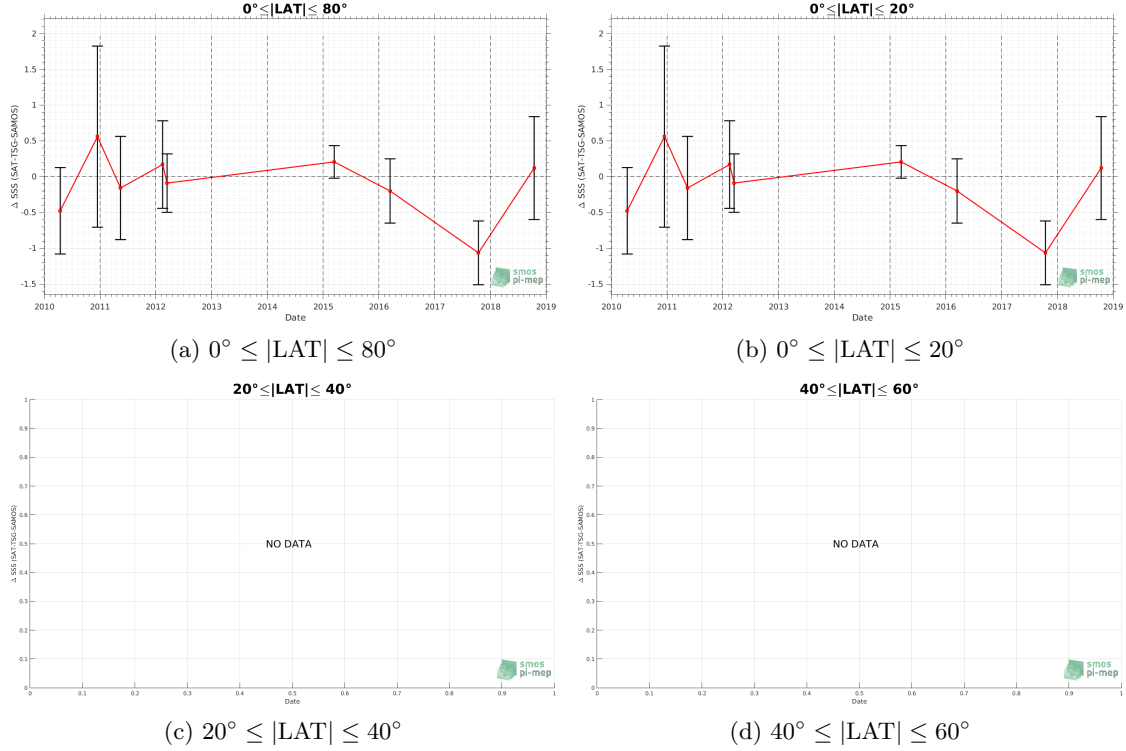 0°≤|LAT|≤ 80°
Δ SSS (SAT-TSG-SAMOS)
2
1.5
1
0.5
0
-0.5
-1
-1.5
2010 2011 2012 2013 2014 2015 2016 2017 2018 2019
Date
smos
pi-mep
(a) 0° ≤ |LAT| ≤ 80°
0°≤|LAT|≤ 20°
Δ SSS (SAT-TSG-SAMOS)
2
1.5
1
0.5
0
-0.5
-1
-1.5
2010 2011 2012 2013 2014 2015 2016 2017 2018 2019
Date
smos
pi-mep
(b) 0° ≤ |LAT| ≤ 20°
20°≤|LAT|≤ 40°
Δ SSS (SAT-TSG-SAMOS)
1
0.9
0.8
0.7
0.6
0.5
0.4
0.3
0.2
0.1
0
NO DATA
0 0.1 0.2 0.3 0.4 0.5 0.6 0.7 0.8 0.9 1
Date
smos
pi-mep
(c) 20° ≤ |LAT| ≤ 40°
40°≤|LAT|≤ 60°
Δ SSS (SAT-TSG-SAMOS)
1
0.9
0.8
0.7
0.6
0.5
0.4
0.3
0.2
0.1
0
NO DATA
0 0.1 0.2 0.3 0.4 0.5 0.6 0.7 0.8 0.9 1
Date
smos
pi-mep
(d) 40° ≤ |LAT| ≤ 60°